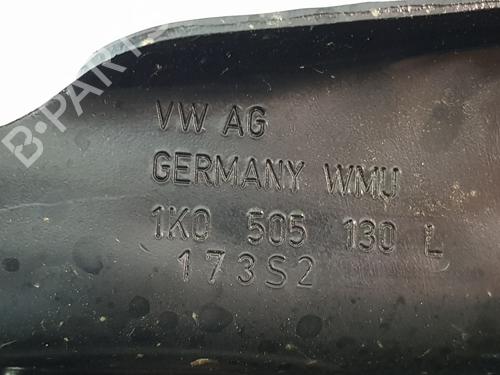 B-PARTS
VW AG
GERMANY WMU
1K0 505 130 L
173S2